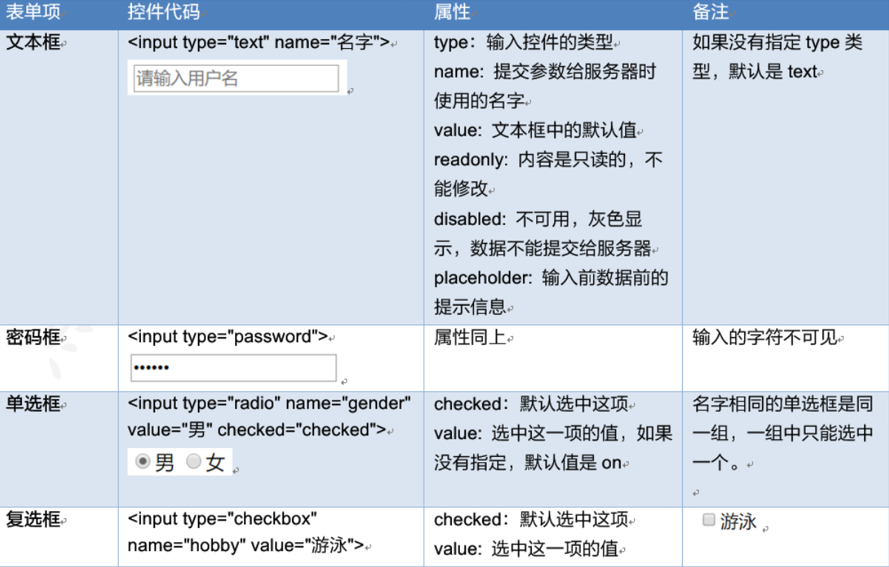 表单项 控件代码 属性 备注
文本框
<input type="text" name="名字">
请输入用户名
type：输入控件的类型
name: 提交参数给服务器时
使用的名字
value: 文本框中的默认值
readonly: 内容是只读的，不
能修改
disabled: 不可用，灰色显
示，数据不能提交给服务器
placeholder: 输入前数据前的
提示信息
如果没有指定 type 类
型，默认是 text
密码框
<input type="password">
••••••
属性同上
输入的字符不可见
单选框
<input type="radio" name="gender"
value="男" checked="checked">
男 女
checked：默认选中这项
value: 选中这一项的值，如果
没有指定，默认值是 on
名字相同的单选框是同
一组，一组中只能选中
一个。
复选框
<input type="checkbox"
name="hobby" value="游泳">
checked：默认选中这项
value: 选中这一项的值
游泳